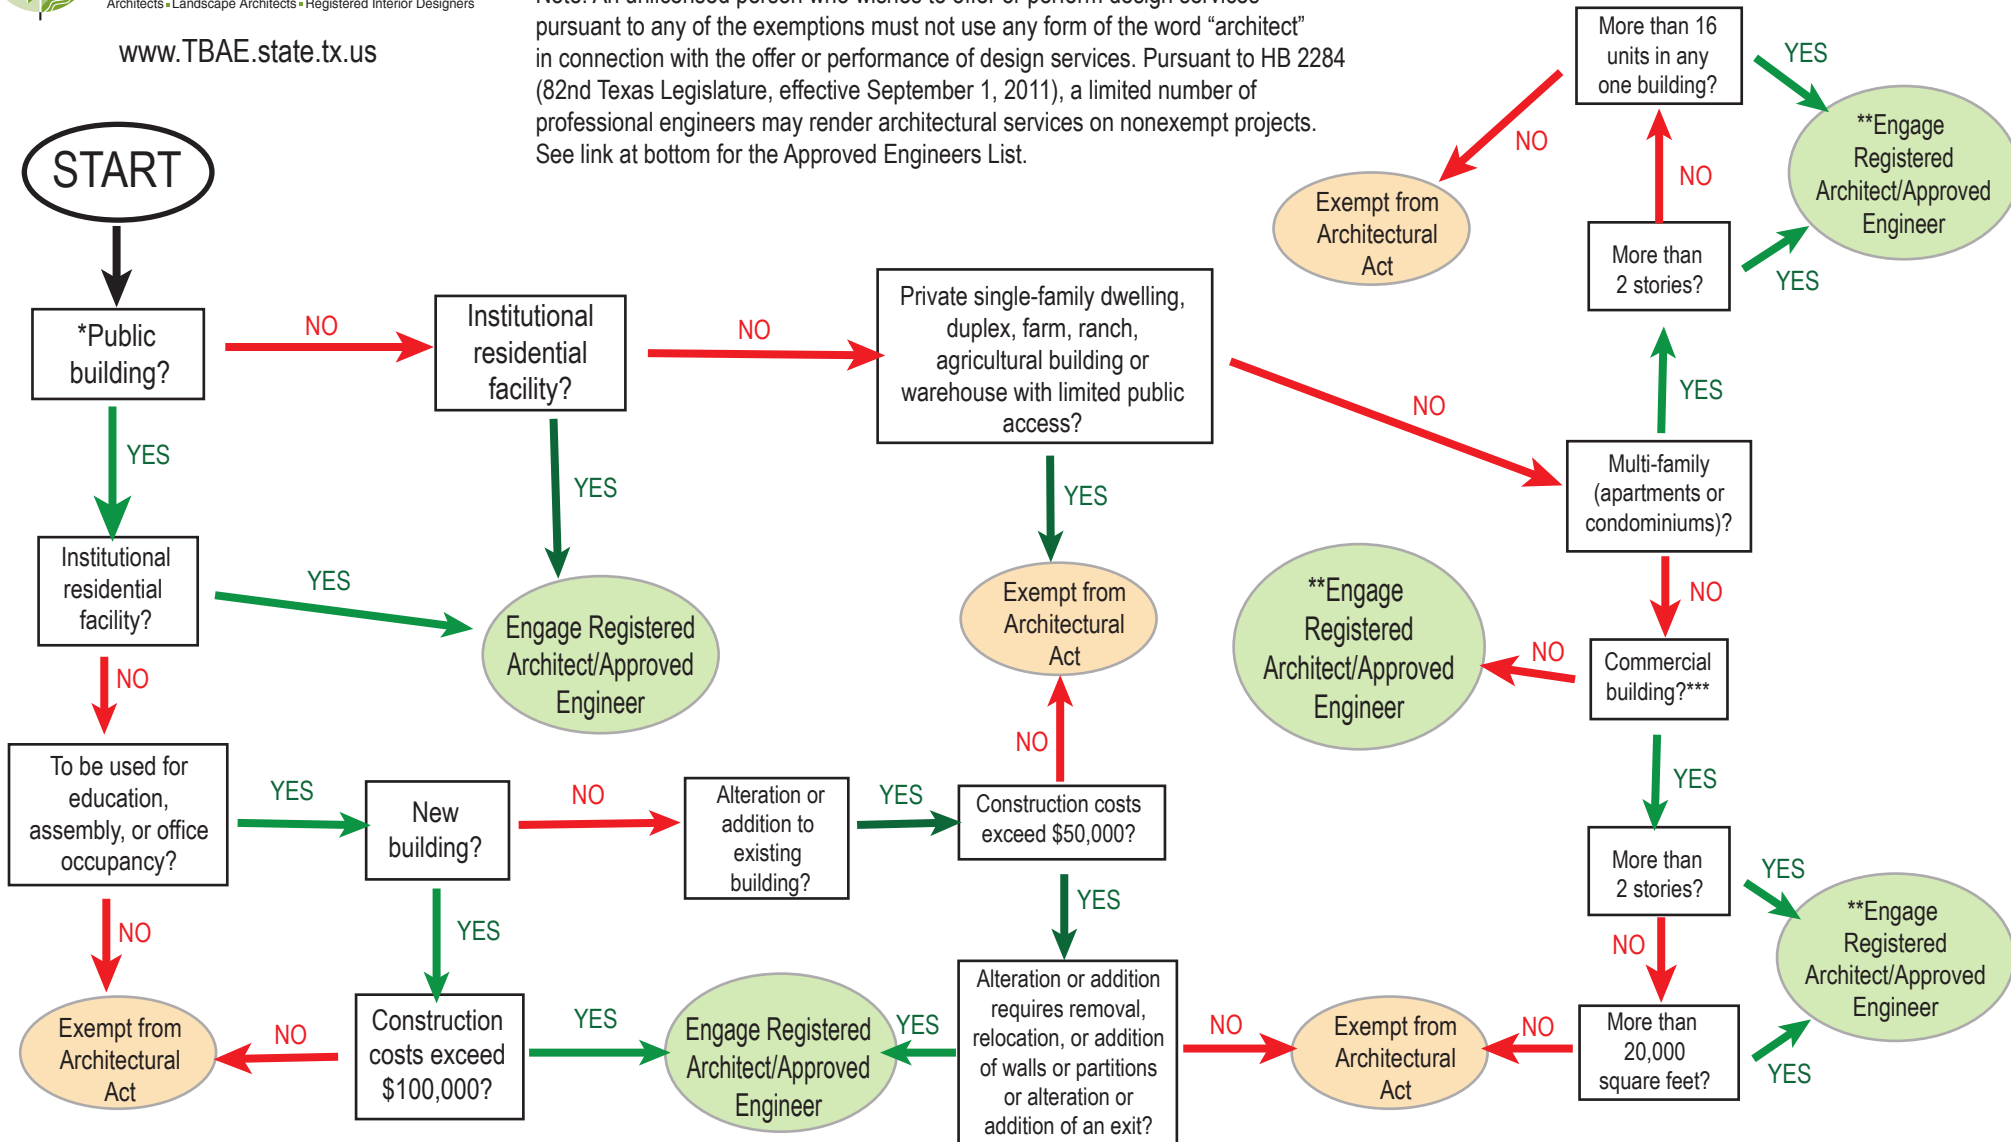 Architects ▪ Landscape Architects ▪ Registered Interior Designers
www.TBAE.state.tx.us
Note: An unlicensed person who wishes to offer or perform design services
pursuant to any of the exemptions must not use any form of the word “architect”
in connection with the offer or performance of design services. Pursuant to HB 2284
(82nd Texas Legislature, effective September 1, 2011), a limited number of
professional engineers may render architectural services on nonexempt projects.
See link at bottom for the Approved Engineers List.
START
*Public
building?
NO
YES
Institutional
residential
facility?
NO
YES
Private single-family dwelling,
duplex, farm, ranch,
agricultural building or
warehouse with limited public
access?
NO
YES
More than 16
units in any
one building?
YES
NO
**Engage
Registered
Architect/Approved
Engineer
Exempt from
Architectural
Act
NO
More than
2 stories?
YES
YES
Multi-family
(apartments or
condominiums)?
NO
Institutional
residential
facility?
YES
NO
Engage Registered
Architect/Approved
Engineer
Exempt from
Architectural
Act
NO
**Engage
Registered
Architect/Approved
Engineer
NO
Commercial
building?***
YES
To be used for
education,
assembly, or office
occupancy?
YES
NO
New
building?
NO
YES
Alteration or
addition to
existing
building?
YES
Construction costs
exceed $50,000?
YES
More than
2 stories?
YES
NO
**Engage
Registered
Architect/Approved
Engineer
Exempt from
Architectural
Act
NO
Construction
costs exceed
$100,000?
YES
Engage Registered
Architect/Approved
Engineer
YES
Alteration or addition
requires removal,
relocation, or addition
of walls or partitions
or alteration or
addition of an exit?
NO
Exempt from
Architectural
Act
NO
More than
20,000
square feet?
YES